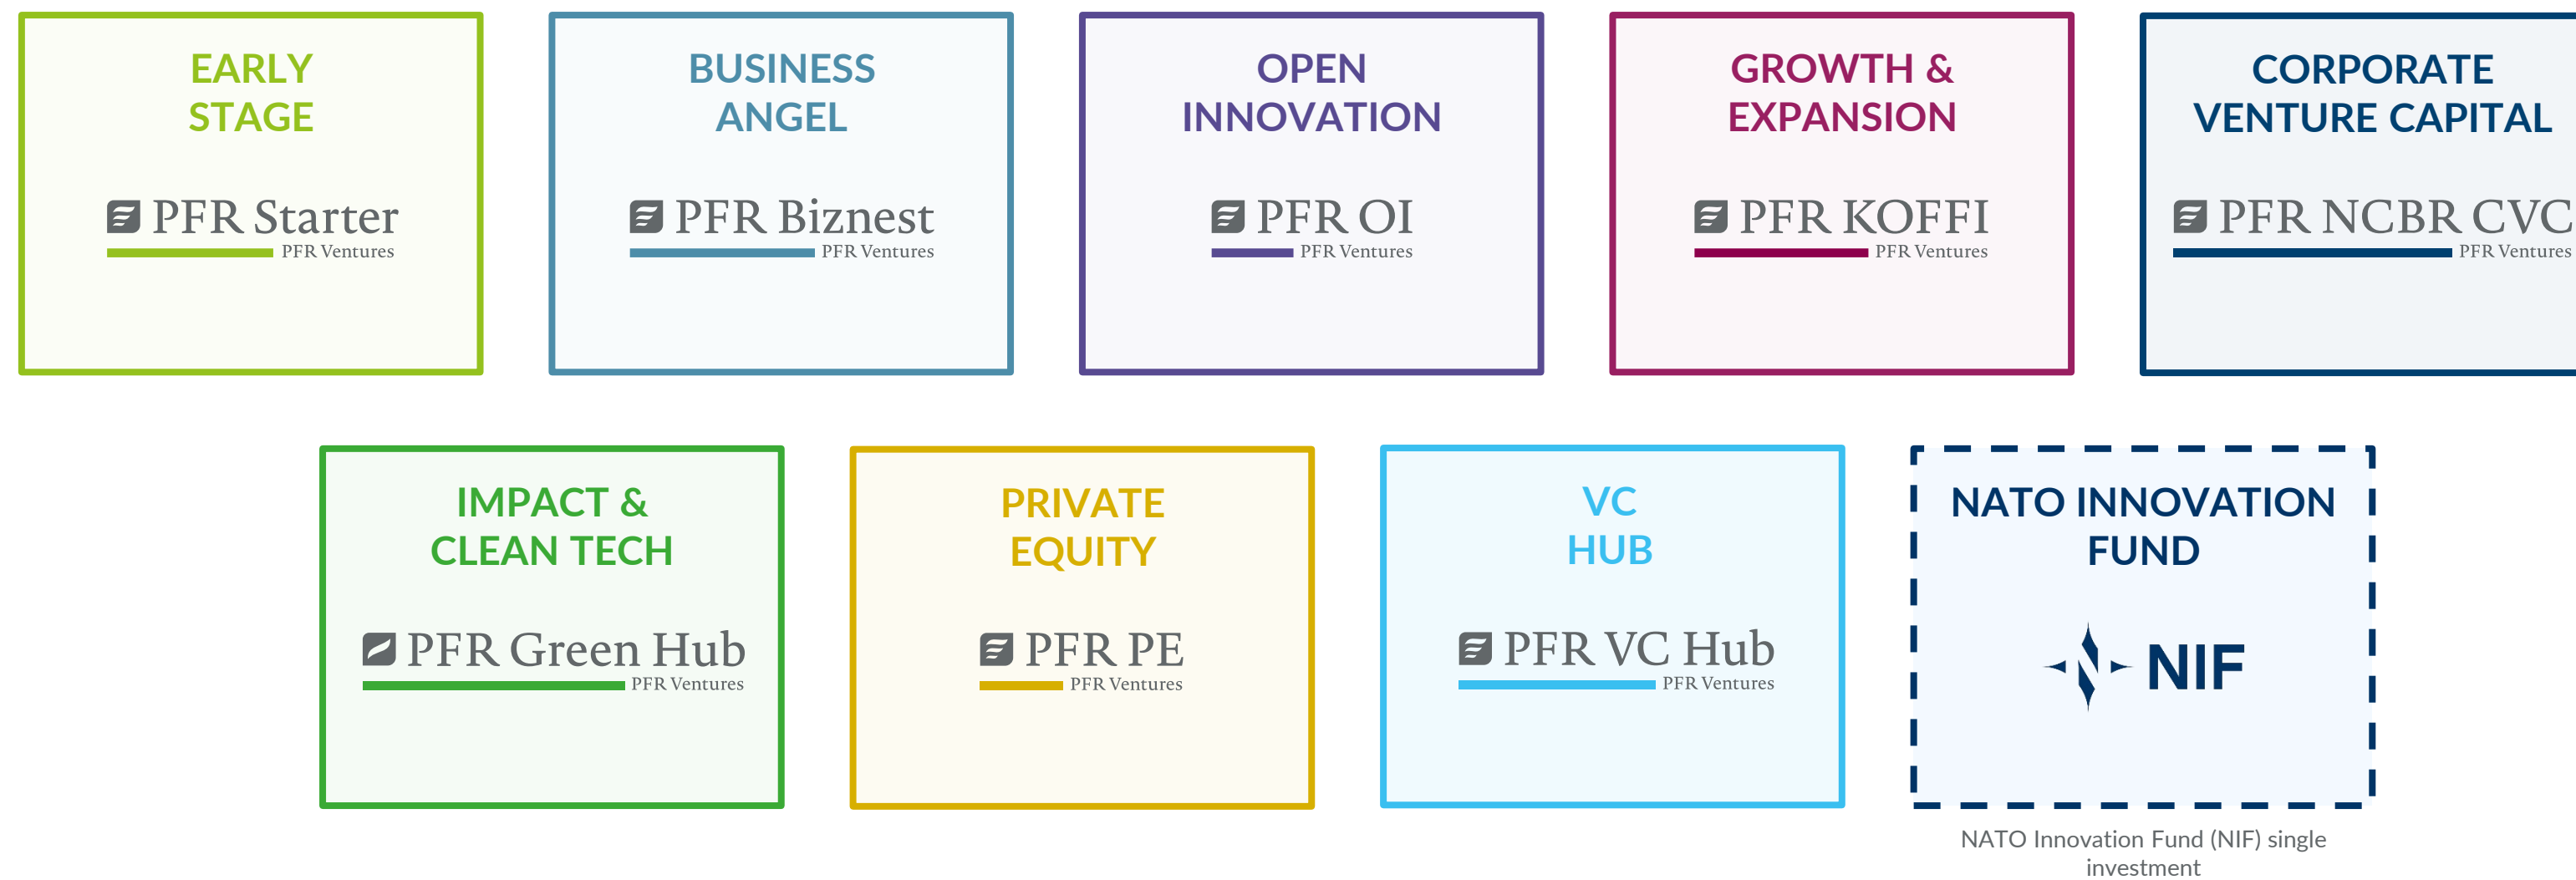 EARLY
STAGE
PFR Starter
PFR Ventures
BUSINESS
ANGEL
PFR Biznest
PFR Ventures
OPEN
INNOVATION
PFR OI
PFR Ventures
GROWTH &
EXPANSION
PFR KOFFI
PFR Ventures
CORPORATE
VENTURE CAPITAL
PFR NCBR CVC
PFR Ventures
IMPACT &
CLEAN TECH
PFR Green Hub
PFR Ventures
PRIVATE
EQUITY
PFR PE
PFR Ventures
VC
HUB
PFR VC Hub
PFR Ventures
NATO INNOVATION
FUND
NIF
NATO Innovation Fund (NIF) single
investment